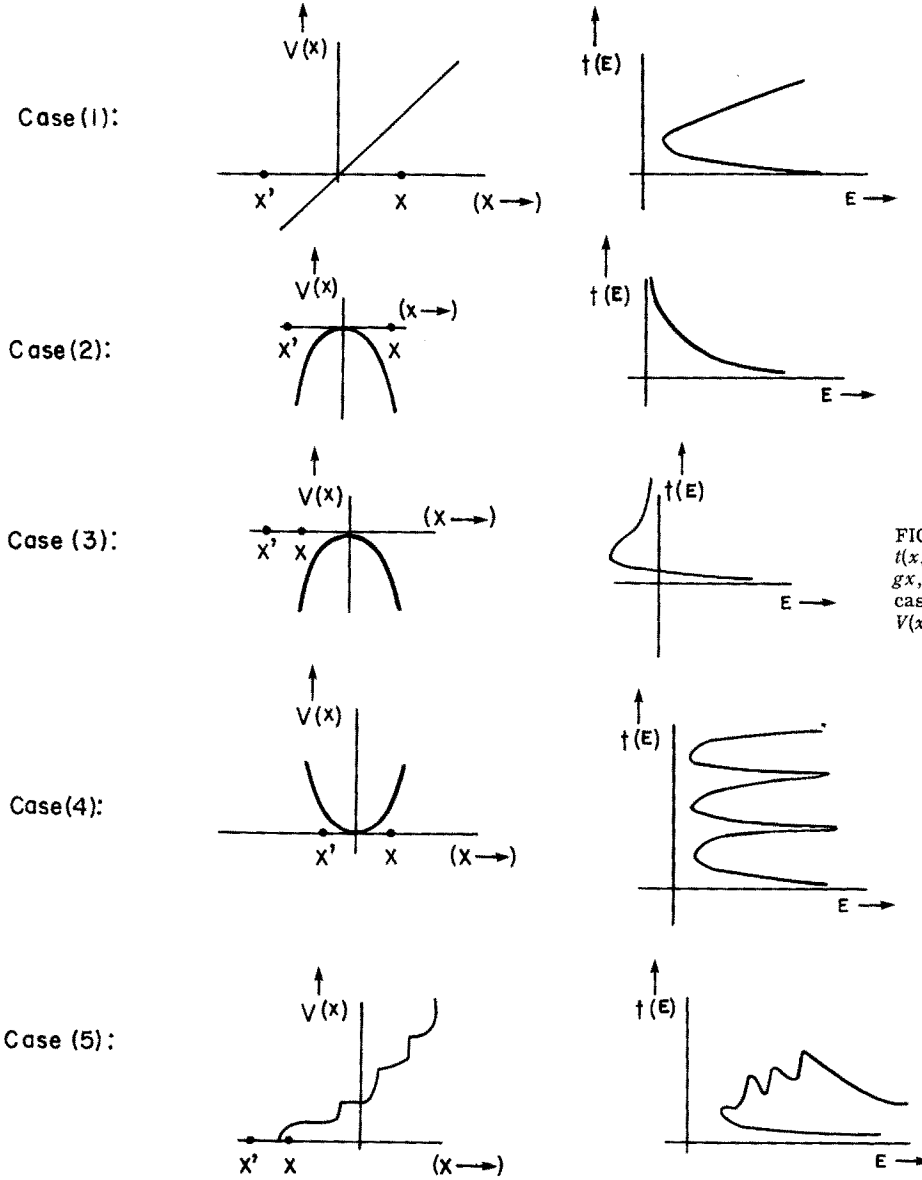 V(x) t(E)
Case(1):
x' x (x→) E→
V(x) t(E)
(x→)
Case(2): x' x
E→
V(x) t(E)
(x→)
Case (3): x' x
FIG
t(x,
gx,
cas
V(x
E→
V(x) t(E)
Case(4):
x' x (x→)
E→
V(x) t(E)
Case (5):
x' x (x→) E→